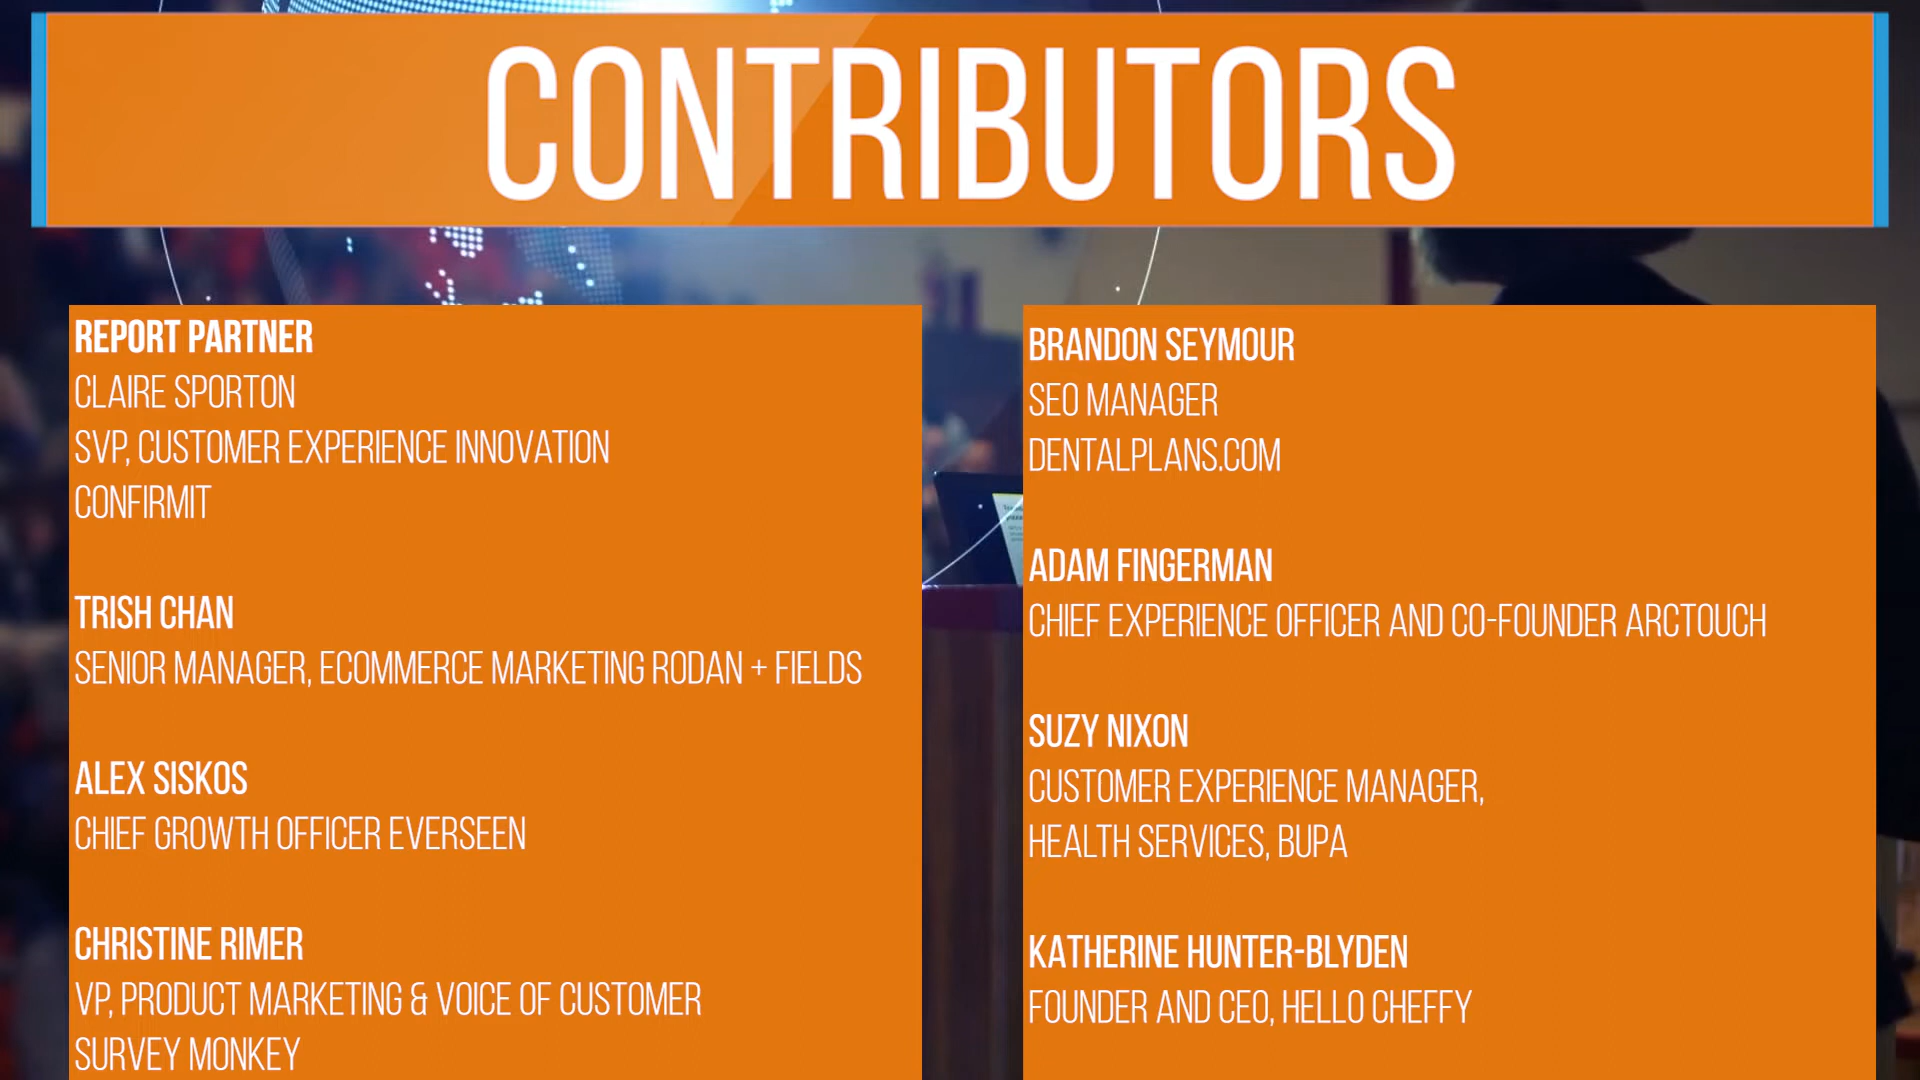 CONTRIBUTORS
REPORT PARTNER
CLAIRE SPORTON
SVP, CUSTOMER EXPERIENCE INNOVATION
CONFIRMIT
TRISH CHAN
SENIOR MANAGER, ECOMMERCE MARKETING RODAN + FIELDS
ALEX SISKOS
CHIEF GROWTH OFFICER EVERSEEN
CHRISTINE RIMER
VP, PRODUCT MARKETING & VOICE OF CUSTOMER
SURVEY MONKEY
BRANDON SEYMOUR
SEO MANAGER
DENTALPLANS.COM
ADAM FINGERMAN
CHIEF EXPERIENCE OFFICER AND CO-FOUNDER ARCTOUCH
SUZY NIXON
CUSTOMER EXPERIENCE MANAGER,
HEALTH SERVICES, BUPA
KATHERINE HUNTER-BLYDEN
FOUNDER AND CEO, HELLO CHEFFY